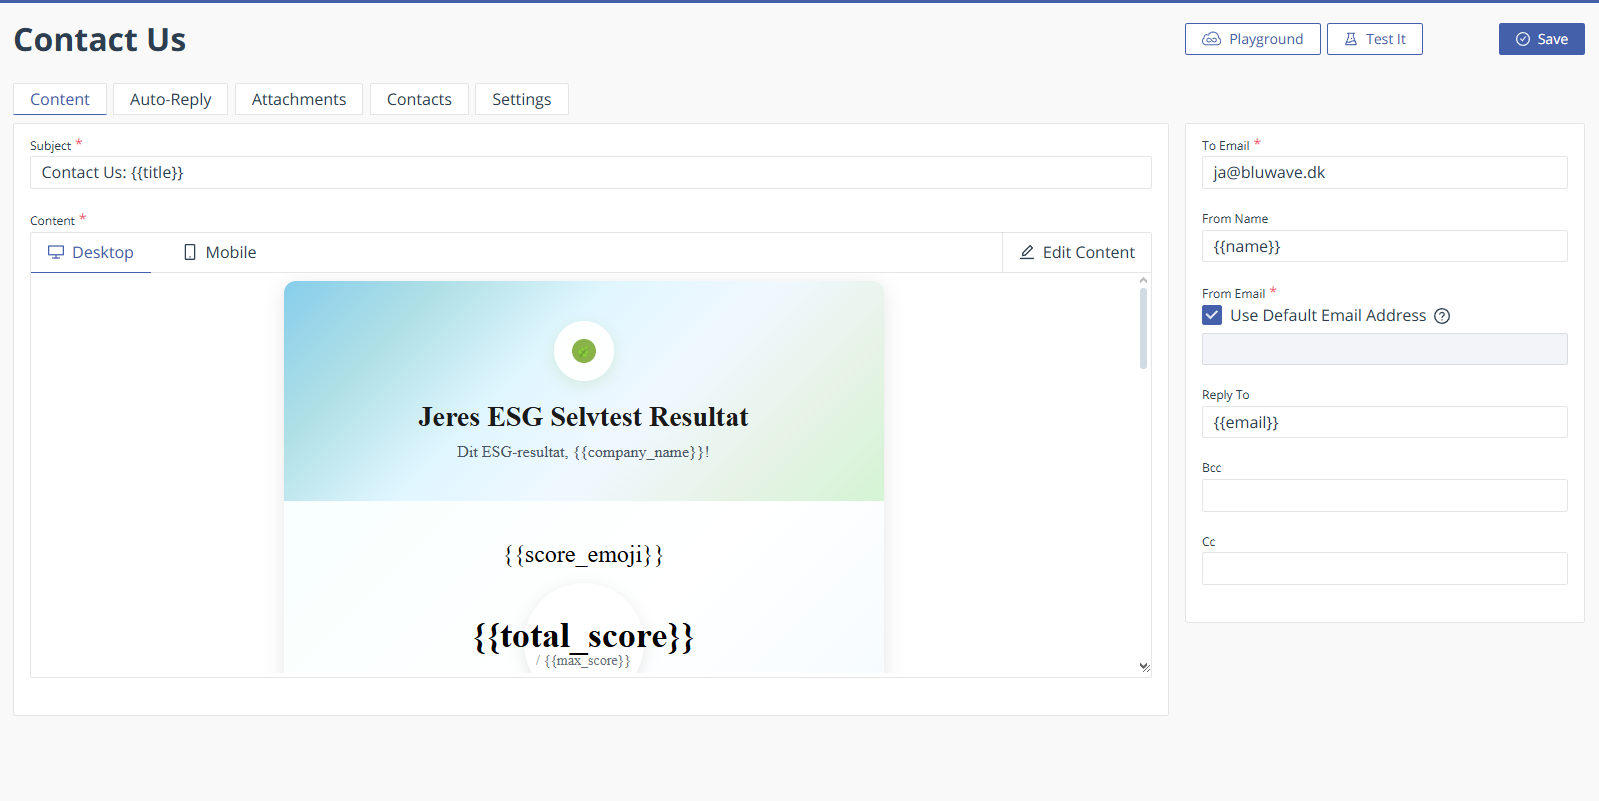 Contact Us
Playground
Test It
Save
Content
Auto-Reply
Attachments
Contacts
Settings
Subject *
Contact Us: {{title}}
Content *
Desktop
Mobile
Edit Content
Jeres ESG Selvtest Resultat
Dit ESG-resultat, {{company_name}}!
{{score_emoji}}
{{total_score}}
/ {{max_score}}
To Email *
ja@bluwave.dk
From Name
{{name}}
From Email *
Use Default Email Address
Reply To
{{email}}
Bcc
Cc